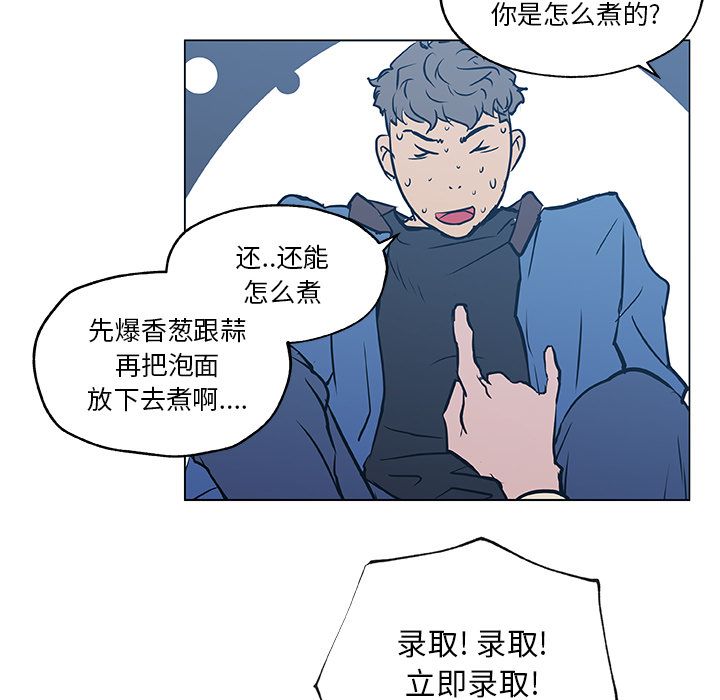 你是怎么煮的?
还..还能
怎么煮
先爆香葱跟蒜
再把泡面
放下去煮啊....
录取! 录取!
立即录取!